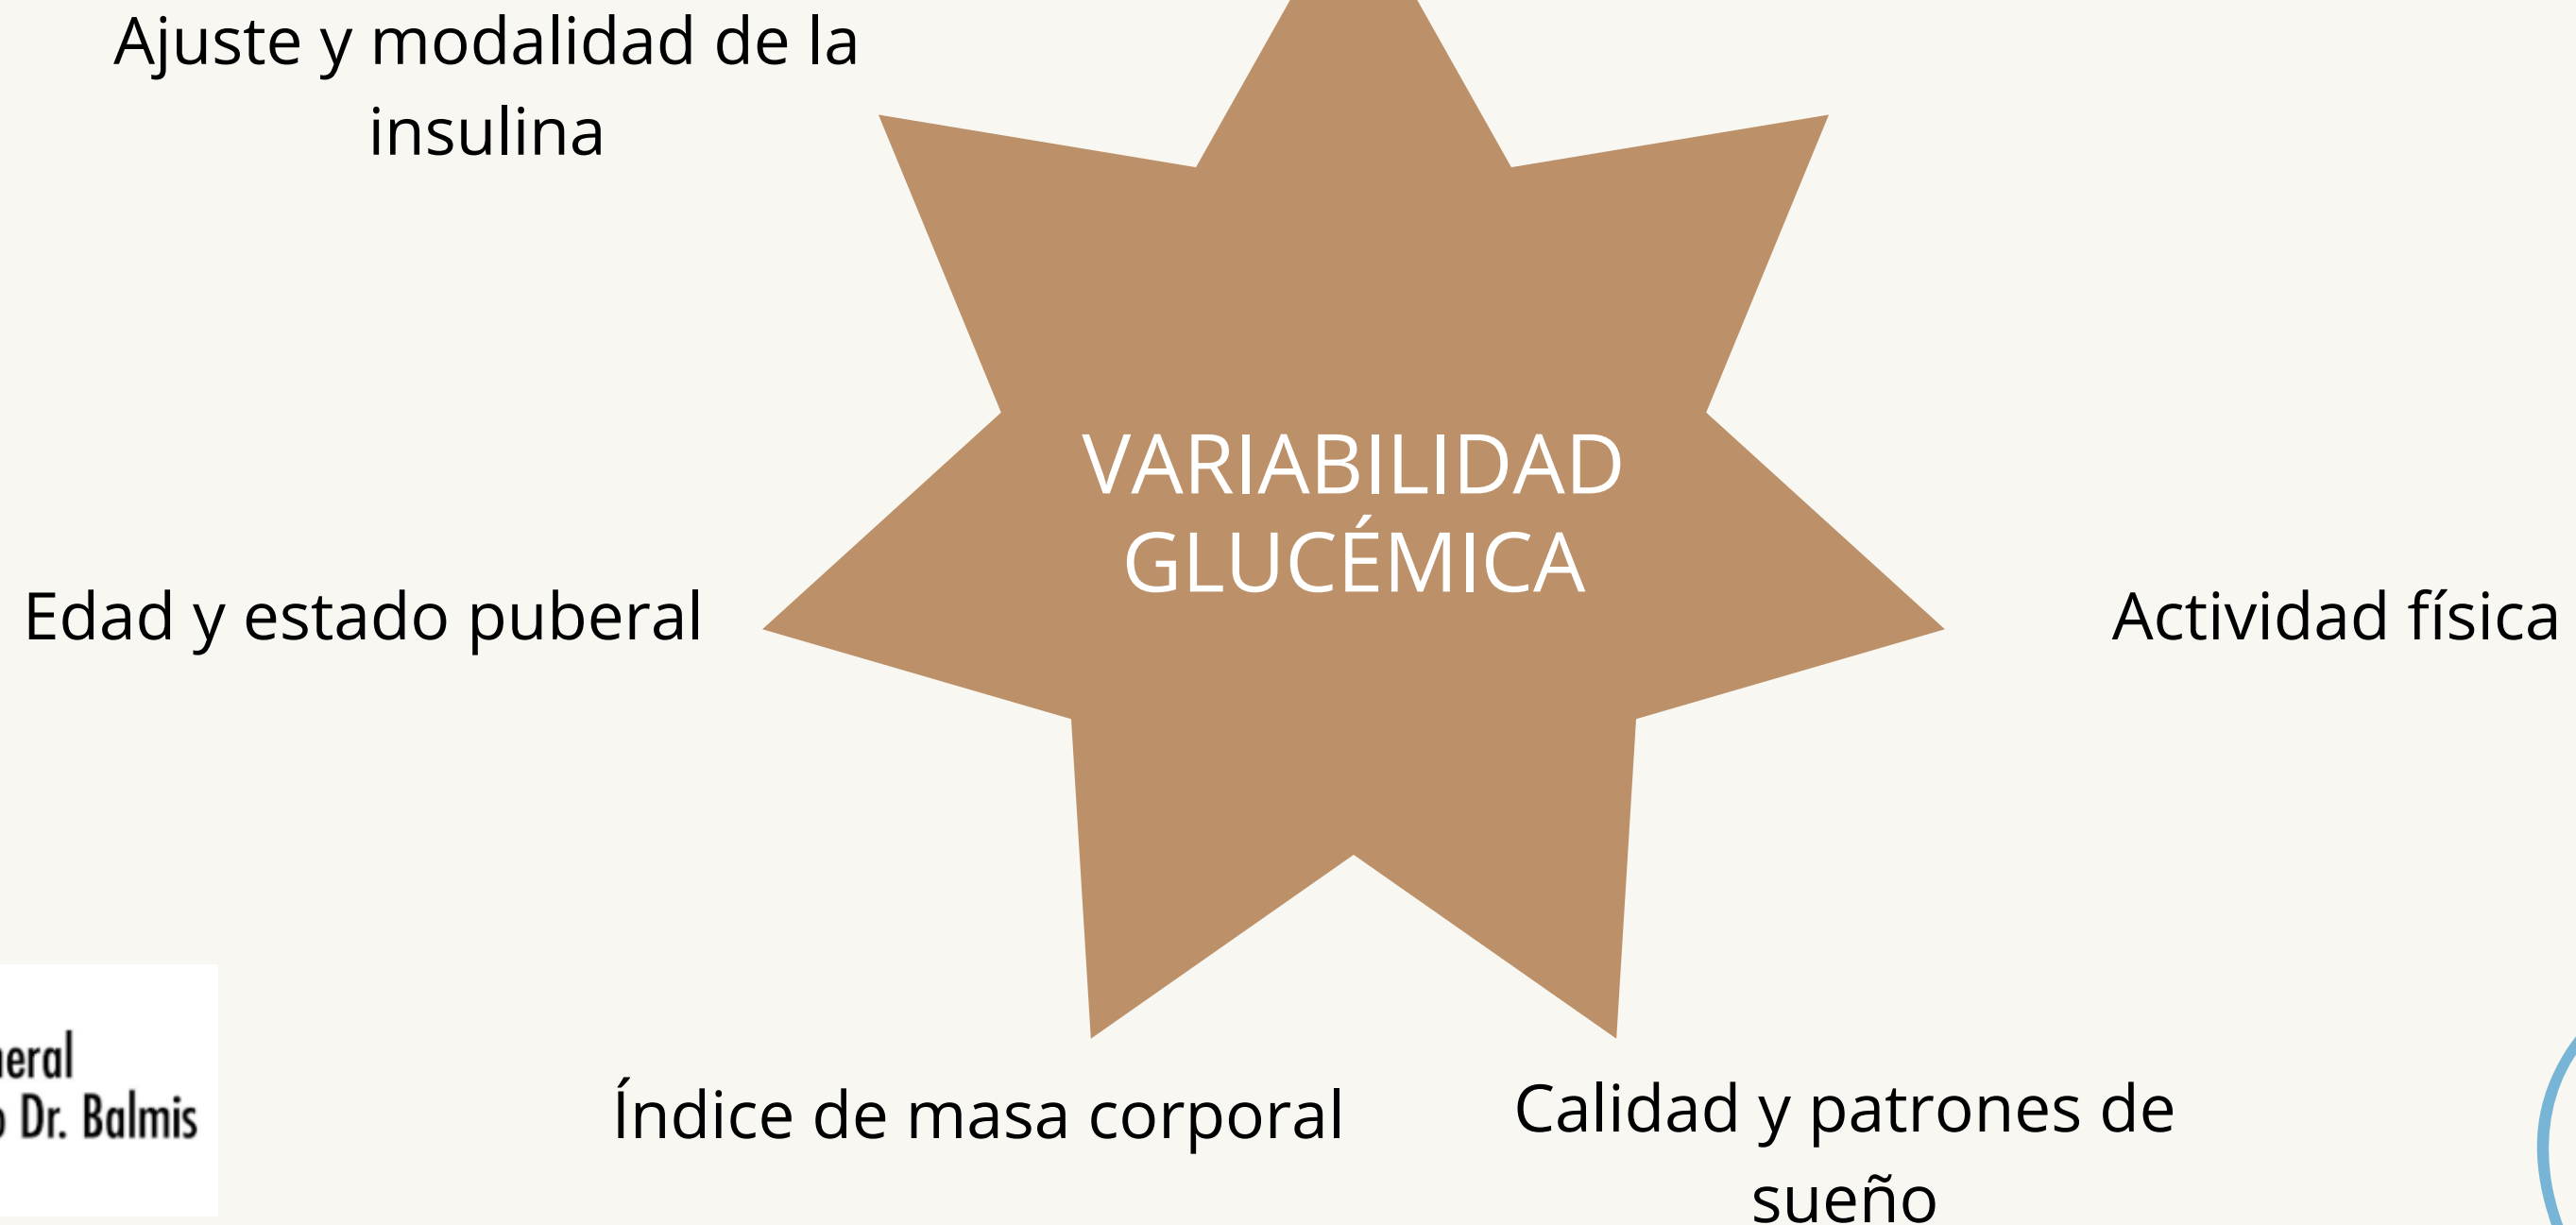 Ajuste y modalidad de la
insulina
VARIABILIDAD
GLUCÉMICA
Edad y estado puberal
Actividad física
Dr. Balmis
Índice de masa corporal
Calidad y patrones de
sueño